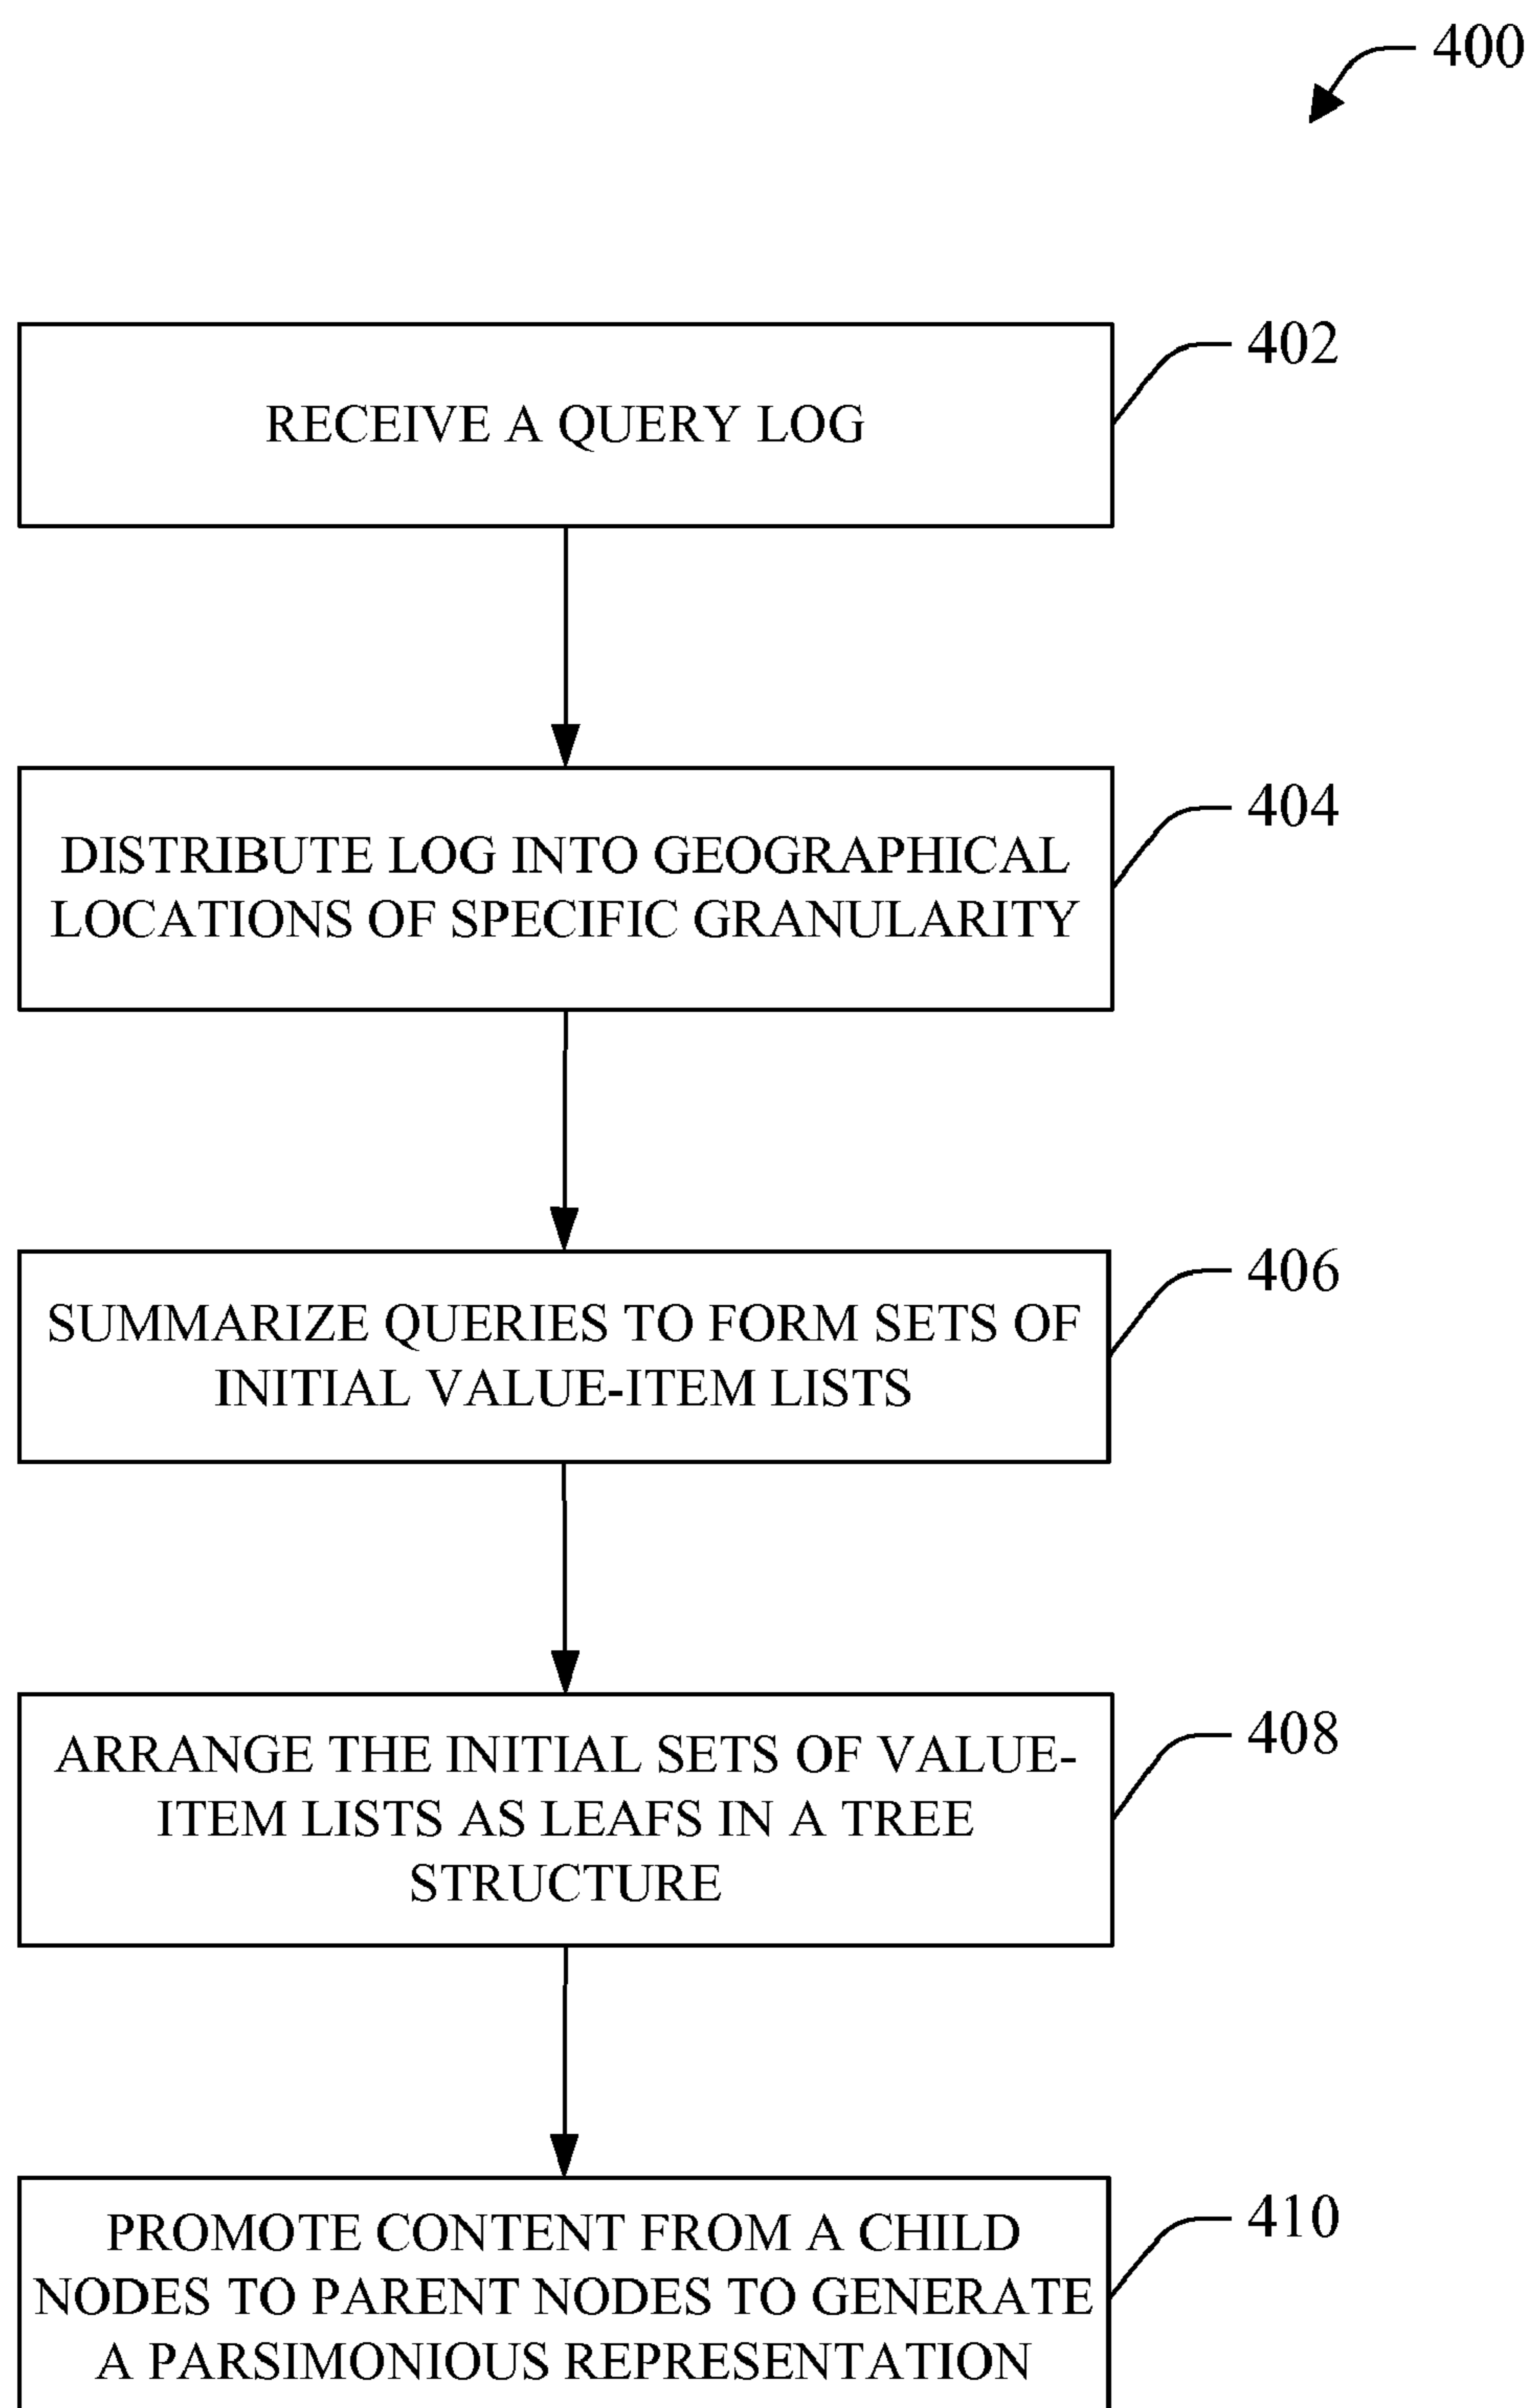 400
RECEIVE A QUERY LOG
402
DISTRIBUTE LOG INTO GEOGRAPHICAL
LOCATIONS OF SPECIFIC GRANULARITY
404
SUMMARIZE QUERIES TO FORM SETS OF
INITIAL VALUE-ITEM LISTS
406
ARRANGE THE INITIAL SETS OF VALUE-
ITEM LISTS AS LEAFS IN A TREE
STRUCTURE
408
PROMOTE CONTENT FROM A CHILD
NODES TO PARENT NODES TO GENERATE
A PARSIMONIOUS REPRESENTATION
410